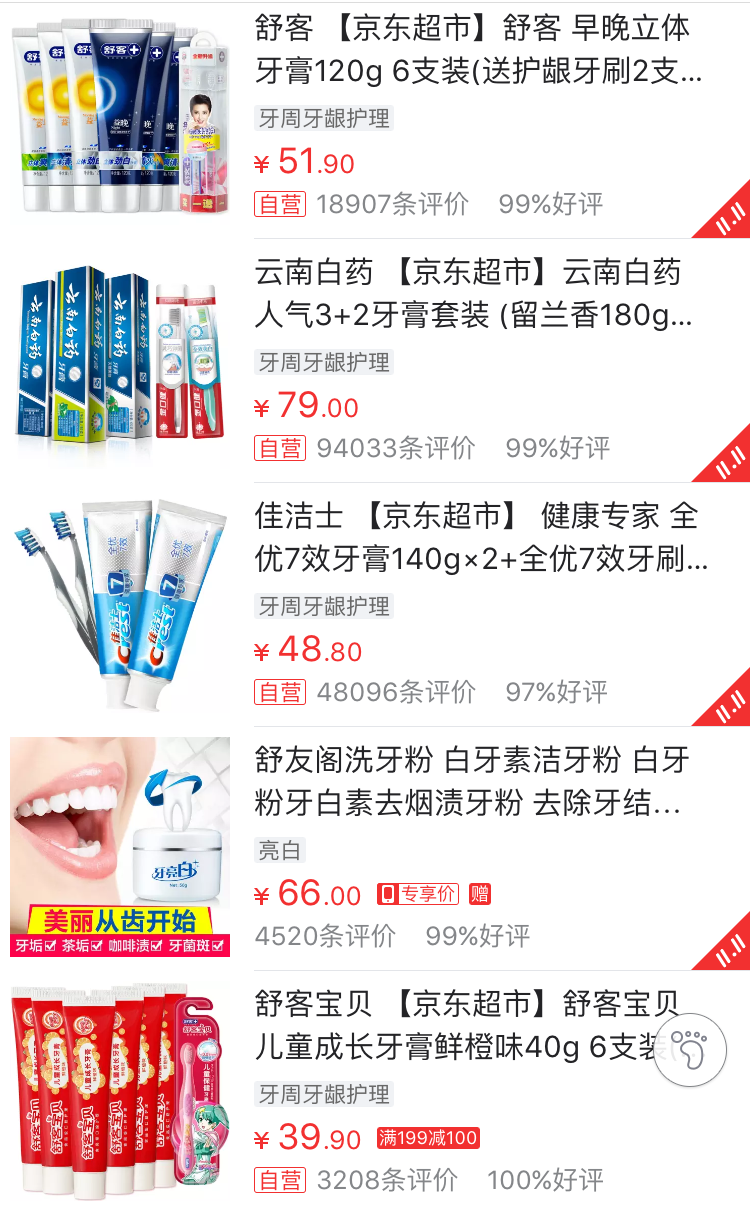 舒客 【京东超市】舒客 早晚立体
牙膏120g 6支装(送护龈牙刷2支...
牙周牙龈护理
¥ 51.90
自营 18907条评价 99%好评
11.11
云南白药 【京东超市】云南白药
人气3+2牙膏套装 (留兰香180g...
牙周牙龈护理
¥ 79.00
自营 94033条评价 99%好评
11.11
佳洁士 【京东超市】 健康专家 全
优7效牙膏140g×2+全优7效牙刷...
牙周牙龈护理
¥ 48.80
自营 48096条评价 97%好评
11.11
舒友阁洗牙粉 白牙素洁牙粉 白牙
粉牙白素去烟渍牙粉 去除牙结...
亮白
¥ 66.00 专享价 赠
4520条评价 99%好评
牙亮白
美丽从齿开始
牙垢 茶垢 咖啡渍 牙菌斑
11.11
舒客宝贝 【京东超市】舒客宝贝
儿童成长牙膏鲜橙味40g 6支装
牙周牙龈护理
¥ 39.90 满199减100
自营 3208条评价 100%好评